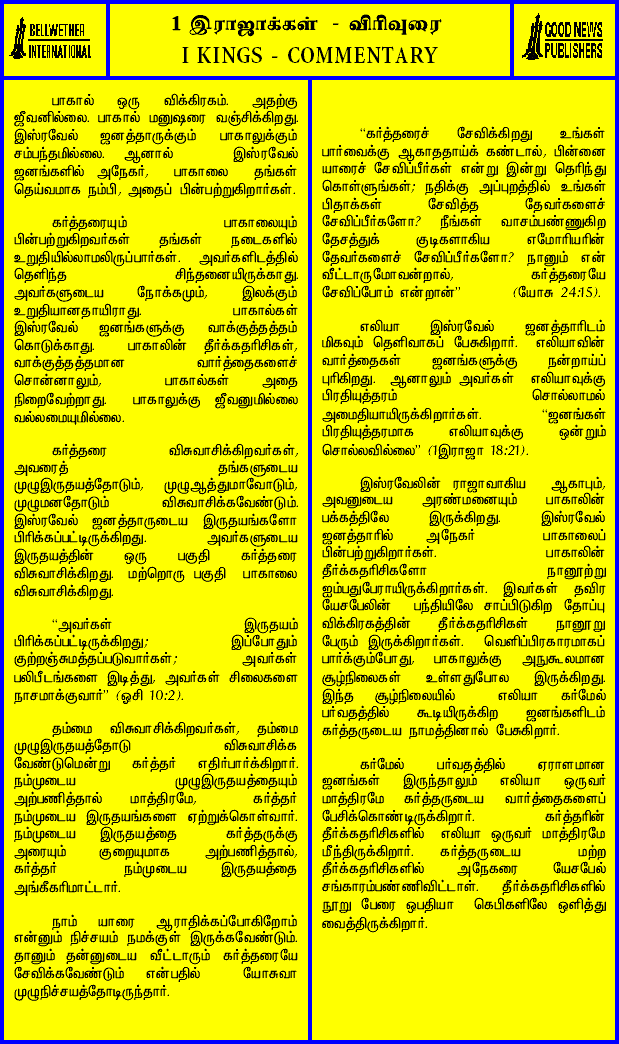 BELLWETHER
INTERNATIONAL
1 இராஜாக்கள் - விரிவுரை
I KINGS - COMMENTARY
GOOD NEWS
PUBLISHERS
பாகால் ஒரு விக்கிரகம். அதற்கு
ஜீவனில்லை. பாகால் மனுஷரை வஞ்சிக்கிறது.
இஸ்ரவேல் ஜனத்தாருக்கும் பாகாலுக்கும்
சம்பந்தமில்லை. ஆனால் இஸ்ரவேல்
ஜனங்களில் அநேகர், பாகாலை தங்கள்
தெய்வமாக நம்பி, அதைப் பின்பற்றுகிறார்கள்.
கர்த்தரையும் பாகாலையும்
பின்பற்றுகிறவர்கள் தங்கள் நடைகளில்
உறுதியில்லாமலிருப்பார்கள். அவர்களிடத்தில்
தெளிந்த சிந்தனையிருக்காது.
அவர்களுடைய நோக்கமும், இலக்கும்
உறுதியானதாயிராது. பாகால்கள்
இஸ்ரவேல் ஜனங்களுக்கு வாக்குத்தத்தம்
கொடுக்காது. பாகாலின் தீர்க்கதரிசிகள்,
வாக்குத்தத்தமான வார்த்தைகளைச்
சொன்னாலும், பாகால்கள் அதை
நிறைவேற்றாது. பாகாலுக்கு ஜீவனுமில்லை
வல்லமையுமில்லை.
கர்த்தரை விசுவாசிக்கிறவர்கள்,
அவரைத் தங்களுடைய
முழுஇருதயத்தோடும், முழுஆத்துமாவோடும்,
முழுமனதோடும் விசுவாசிக்கவேண்டும்.
இஸ்ரவேல் ஜனத்தாருடைய இருதயங்களோ
பிரிக்கப்பட்டிருக்கிறது. அவர்களுடைய
இருதயத்தின் ஒரு பகுதி கர்த்தரை
விசுவாசிக்கிறது. மற்றொரு பகுதி பாகாலை
விசுவாசிக்கிறது.
"அவர்கள் இருதயம்
பிரிக்கப்பட்டிருக்கிறது; இப்போதும்
குற்றஞ்சுமத்தப்படுவார்கள்; அவர்கள்
பலிபீடங்களை இடித்து, அவர்கள் சிலைகளை
நாசமாக்குவார்" (ஓசி 10:2).
தம்மை விசுவாசிக்கிறவர்கள், தம்மை
முழுஇருதயத்தோடு விசுவாசிக்க
வேண்டுமென்று கர்த்தர் எதிர்பார்க்கிறார்.
நம்முடைய முழுஇருதயத்தையும்
அற்பணித்தால் மாத்திரமே, கர்த்தர்
நம்முடைய இருதயங்களை ஏற்றுக்கொள்வார்.
நம்முடைய இருதயத்தை கர்த்தருக்கு
அரையும் குறையுமாக அற்பணித்தால்,
கர்த்தர் நம்முடைய இருதயத்தை
அங்கீகரிமாட்டார்.
நாம் யாரை ஆராதிக்கப்போகிறோம்
என்னும் நிச்சயம் நமக்குள் இருக்கவேண்டும்.
தானும் தன்னுடைய வீட்டாரும் கர்த்தரையே
சேவிக்கவேண்டும் என்பதில் யோசுவா
முழுநிச்சயத்தோடிருந்தார்.
"கர்த்தரைச் சேவிக்கிறது உங்கள்
பார்வைக்கு ஆகாததாய்க் கண்டால், பின்னை
யாரைச் சேவிப்பீர்கள் என்று இன்று தெரிந்து
கொள்ளுங்கள்; நதிக்கு அப்புறத்தில் உங்கள்
பிதாக்கள் சேவித்த தேவர்களைச்
சேவிப்பீர்களோ? நீங்கள் வாசம்பண்ணுகிற
தேசத்துக் குடிகளாகிய எமோரியரின்
தேவர்களைச் சேவிப்பீர்களோ? நானும் என்
வீட்டாருமோவன்றால், கர்த்தரையே
சேவிப்போம் என்றான்" (யோசு 24:15).
எலியா இஸ்ரவேல் ஜனத்தாரிடம்
மிகவும் தெளிவாகப் பேசுகிறார். எலியாவின்
வார்த்தைகள் ஜனங்களுக்கு நன்றாய்ப்
புரிகிறது. ஆனாலும் அவர்கள் எலியாவுக்கு
பிரதியுத்தரம் சொல்லாமல்
அமைதியாயிருக்கிறார்கள். "ஜனங்கள்
பிரதியுத்தரமாக எலியாவுக்கு ஒன்றும்
சொல்லவில்லை" (1இராஜா 18:21).
இஸ்ரவேலின் ராஜாவாகிய ஆகாபும்,
அவனுடைய அரண்மனையும் பாகாலின்
பக்கத்திலே இருக்கிறது. இஸ்ரவேல்
ஜனத்தாரில் அநேகர் பாகாலைப்
பின்பற்றுகிறார்கள். பாகாலின்
தீர்க்கதரிசிகளோ நானூற்று
ஐம்பதுபேராயிருக்கிறார்கள். இவர்கள் தவிர
யேசபேலின் பந்தியிலே சாப்பிடுகிற தோப்பு
விக்கிரகத்தின் தீர்க்கதரிசிகள் நானூறு
பேரும் இருக்கிறார்கள். வெளிப்பிரகாரமாகப்
பார்க்கும்போது, பாகாலுக்கு அநுகூலமான
சூழ்நிலைகள் உள்ளதுபோல இருக்கிறது.
இந்த சூழ்நிலையில் எலியா கர்மேல்
பர்வதத்தில் கூடியிருக்கிற ஜனங்களிடம்
கர்த்தருடைய நாமத்தினால் பேசுகிறார்.
கர்மேல் பர்வதத்தில் ஏராளமான
ஜனங்கள் இருந்தாலும் எலியா ஒருவர்
மாத்திரமே கர்த்தருடைய வார்த்தைகளைப்
பேசிக்கொண்டிருக்கிறார். கர்த்தரின்
தீர்க்கதரிசிகளில் எலியா ஒருவர் மாத்திரமே
மீந்திருக்கிறார். கர்த்தருடைய மற்ற
தீர்க்கதரிசிகளில் அநேகரை யேசபேல்
சங்காரம்பண்ணிவிட்டாள். தீர்க்கதரிசிகளில்
நூறு பேரை ஒபதியா கெபிகளிலே ஒளித்து
வைத்திருக்கிறார்.